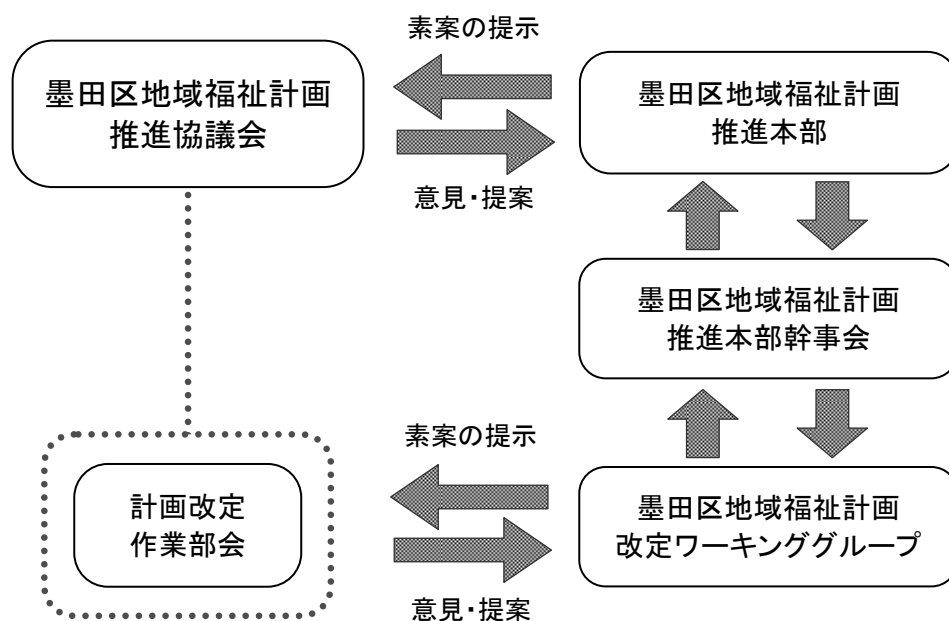 素案の提示
墨田区地域福祉計画
推進協議会
墨田区地域福祉計画
推進本部
意見・提案
墨田区地域福祉計画
推進本部幹事会
素案の提示
計画改定
作業部会
墨田区地域福祉計画
改定ワーキンググループ
意見・提案